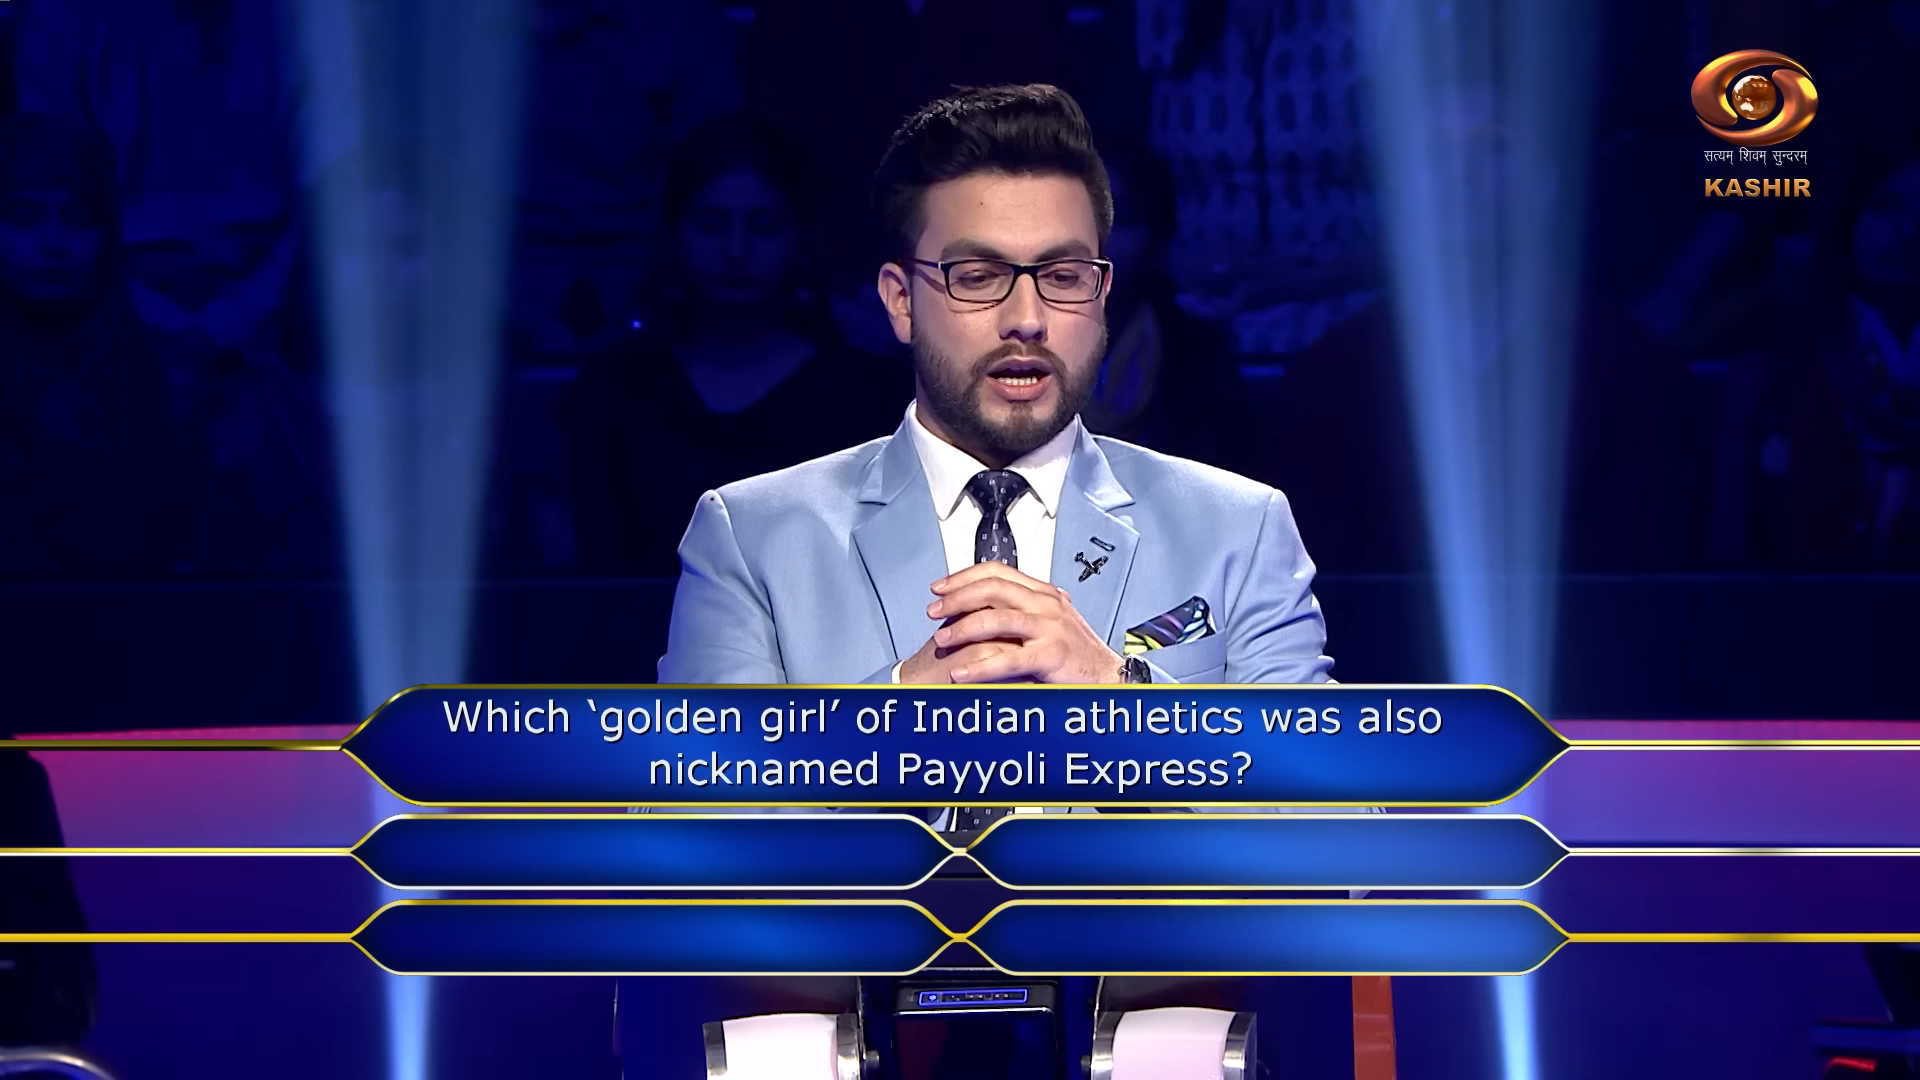 सत्यम् शिवम् सुन्दरम्
KASHIR
Which ‘golden girl’ of Indian athletics was also
nicknamed Payyoli Express?